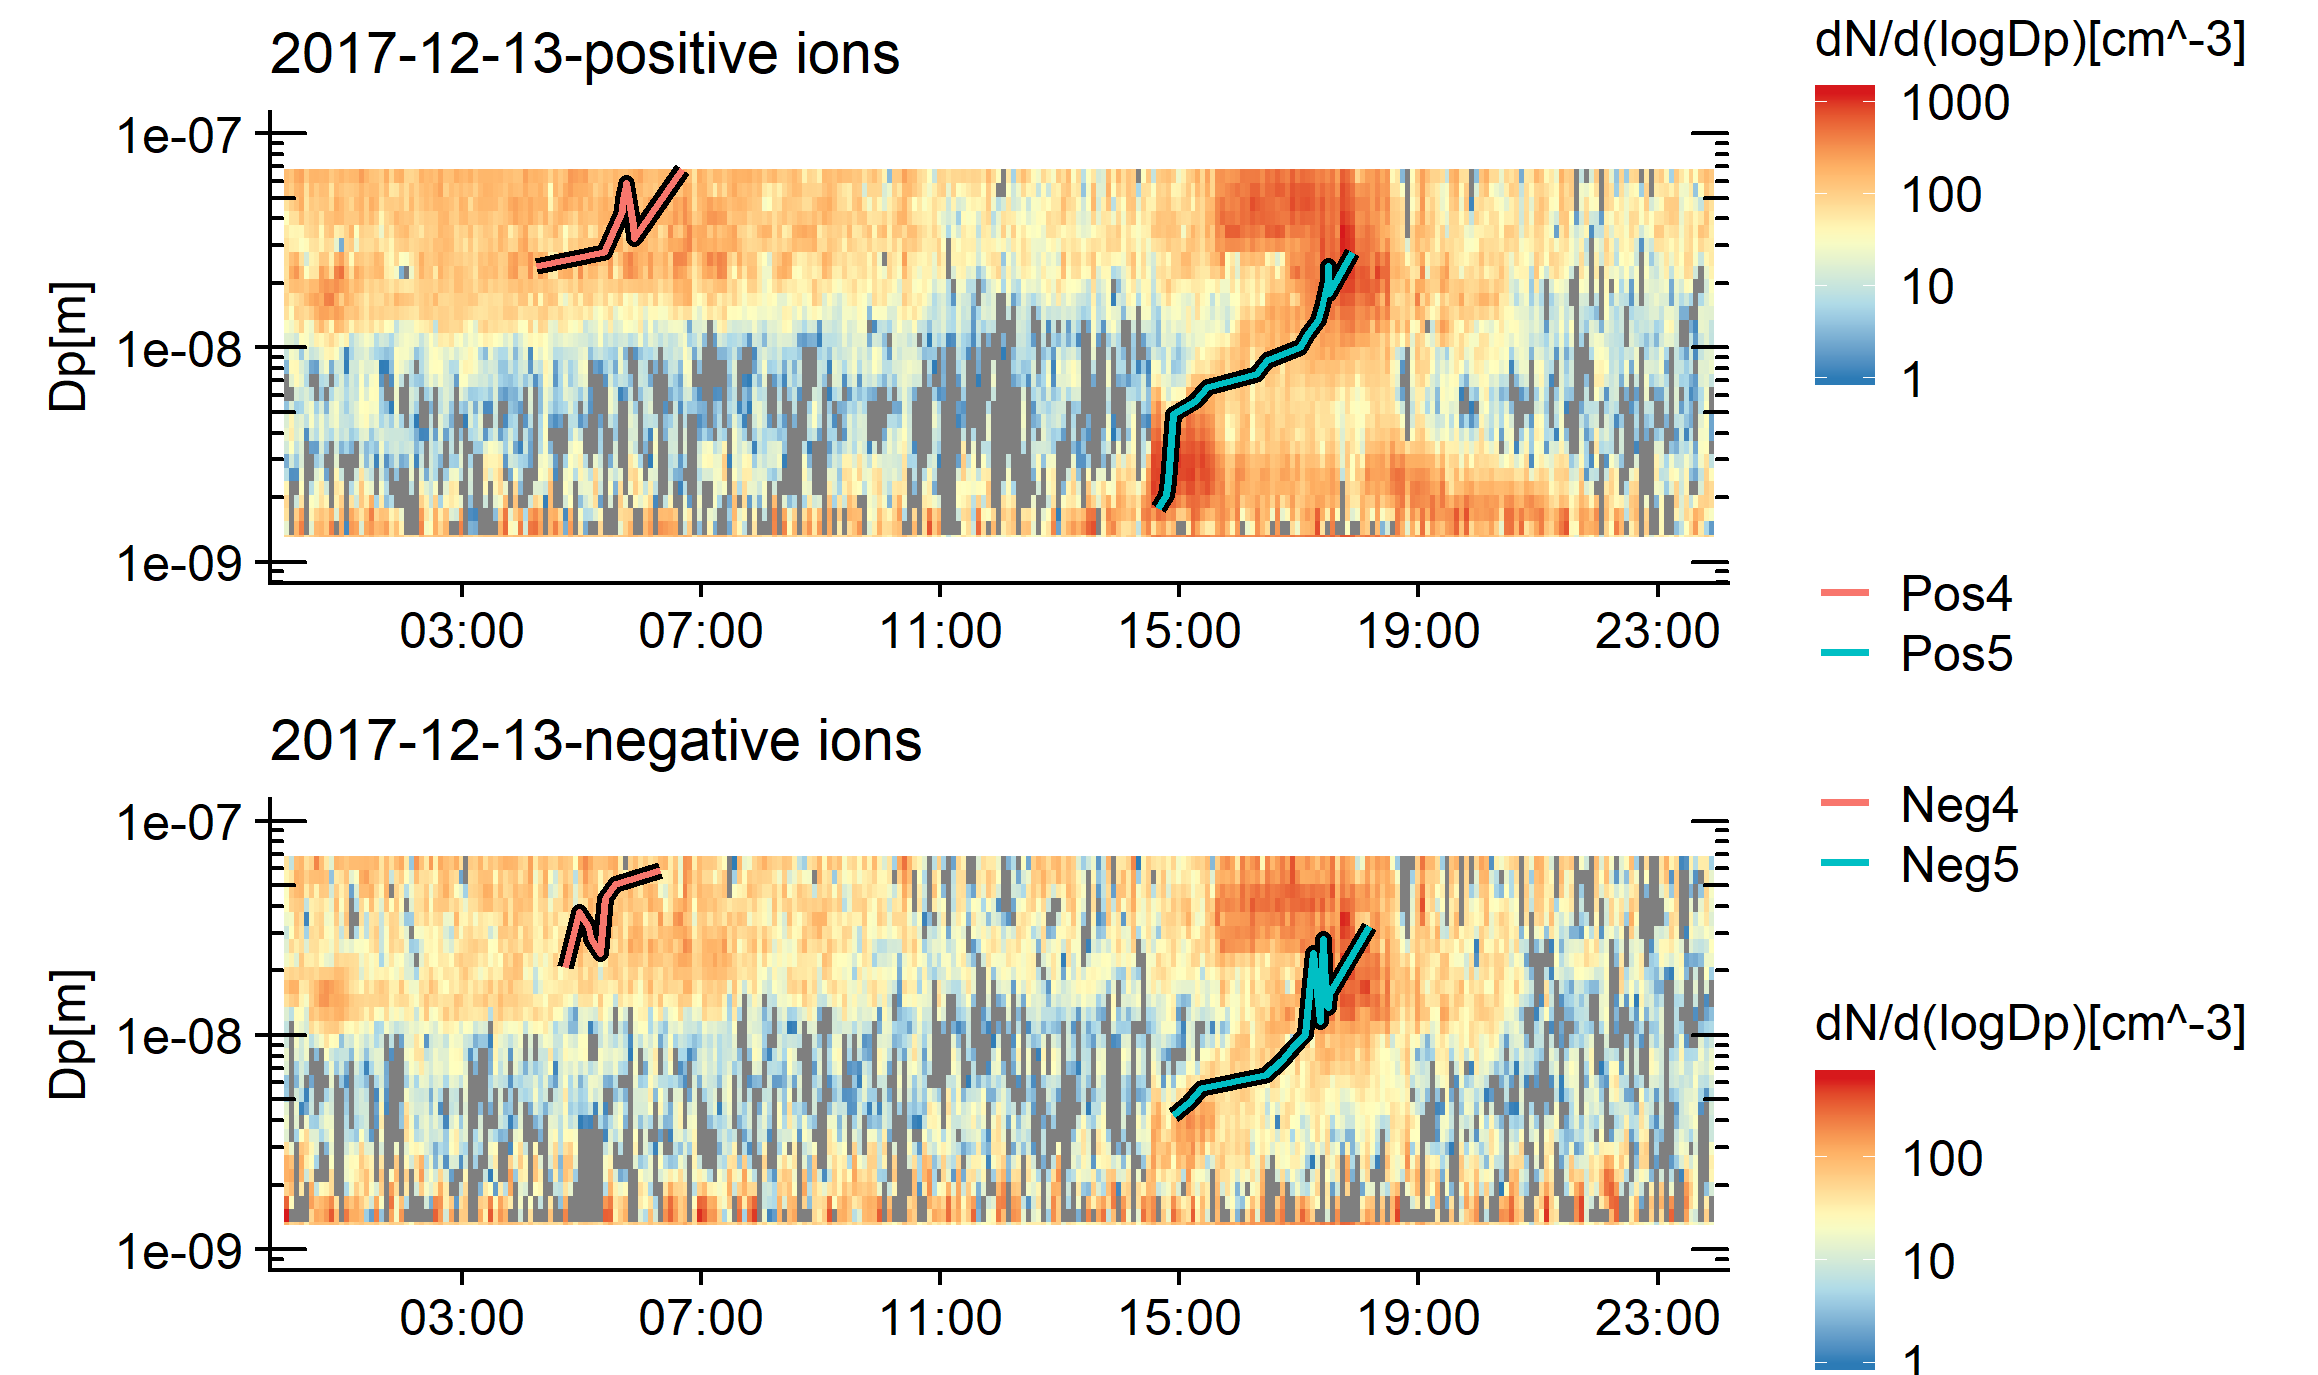 2017-12-13-positive ions
dN/d(logDp)[cm^-3]
1000
100
10
1
1e-07
1e-08
1e-09
Dp[m]
03:00 07:00 11:00 15:00 19:00 23:00
Pos4
Pos5
2017-12-13-negative ions
Neg4
Neg5
1e-07
1e-08
1e-09
Dp[m]
03:00 07:00 11:00 15:00 19:00 23:00
dN/d(logDp)[cm^-3]
100
10
1